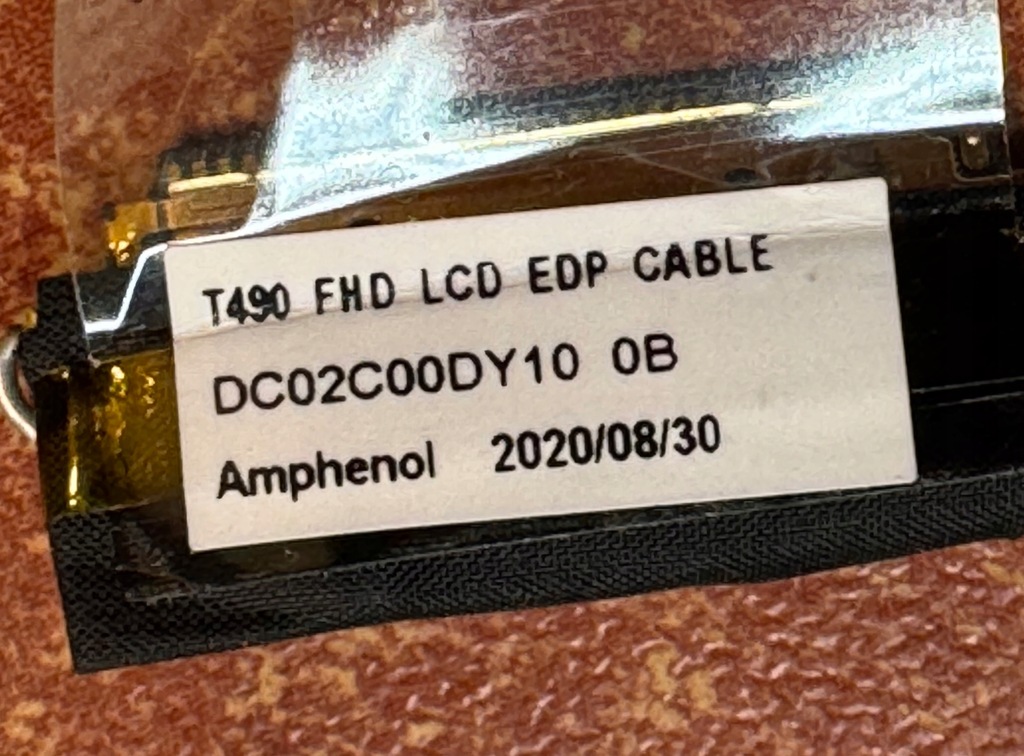 T490 FHD LCD EDP CABLE
DC02C00DY10 0B
Amphenol 2020/08/30